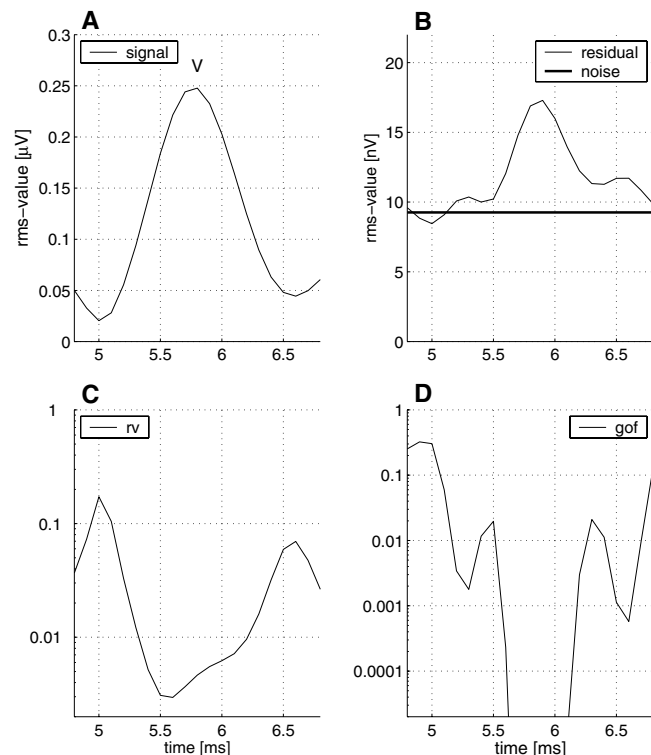 A
signal
V
rms-value [µV]
0.3
0.25
0.2
0.15
0.1
0.05
0
5
5.5
6
6.5
B
residual
noise
rms-value [nV]
20
15
10
5
0
5
5.5
6
6.5
C
rv
1
0.1
0.01
5
5.5
6
6.5
time [ms]
D
gof
1
0.1
0.01
0.001
0.0001
5
5.5
6
6.5
time [ms]